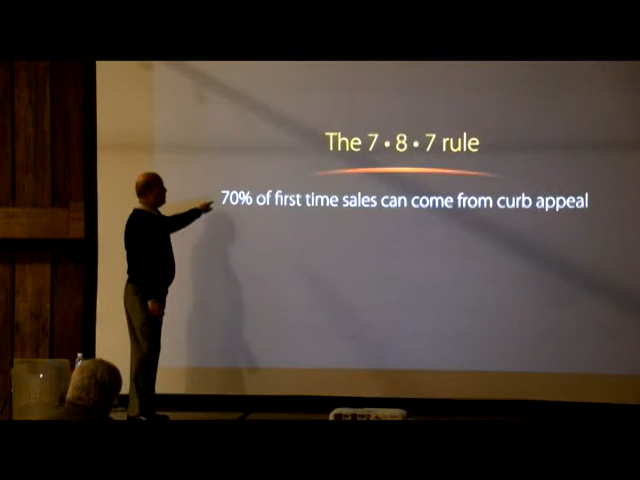 The 7 • 8 • 7 rule
70% of first time sales can come from curb appeal